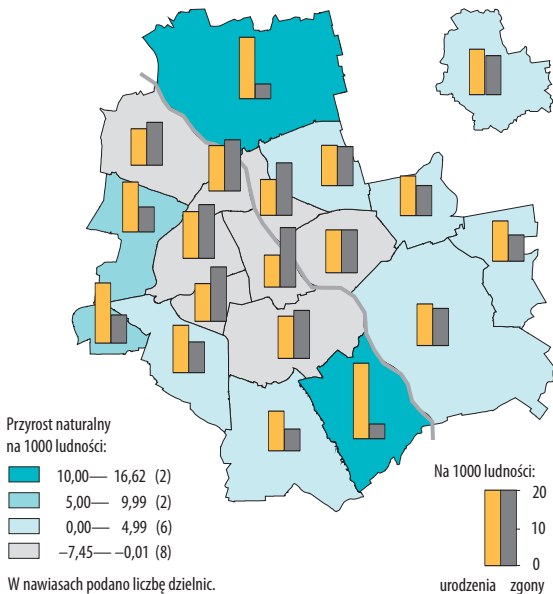 Przyrost naturalny
na 1000 ludności:
10,00— 16,62 (2)
5,00— 9,99 (2)
0,00— 4,99 (6)
–7,45— –0,01 (8)
W nawiasach podano liczbę dzielnic.
Na 1000 ludności:
20
10
0
urodzenia zgony